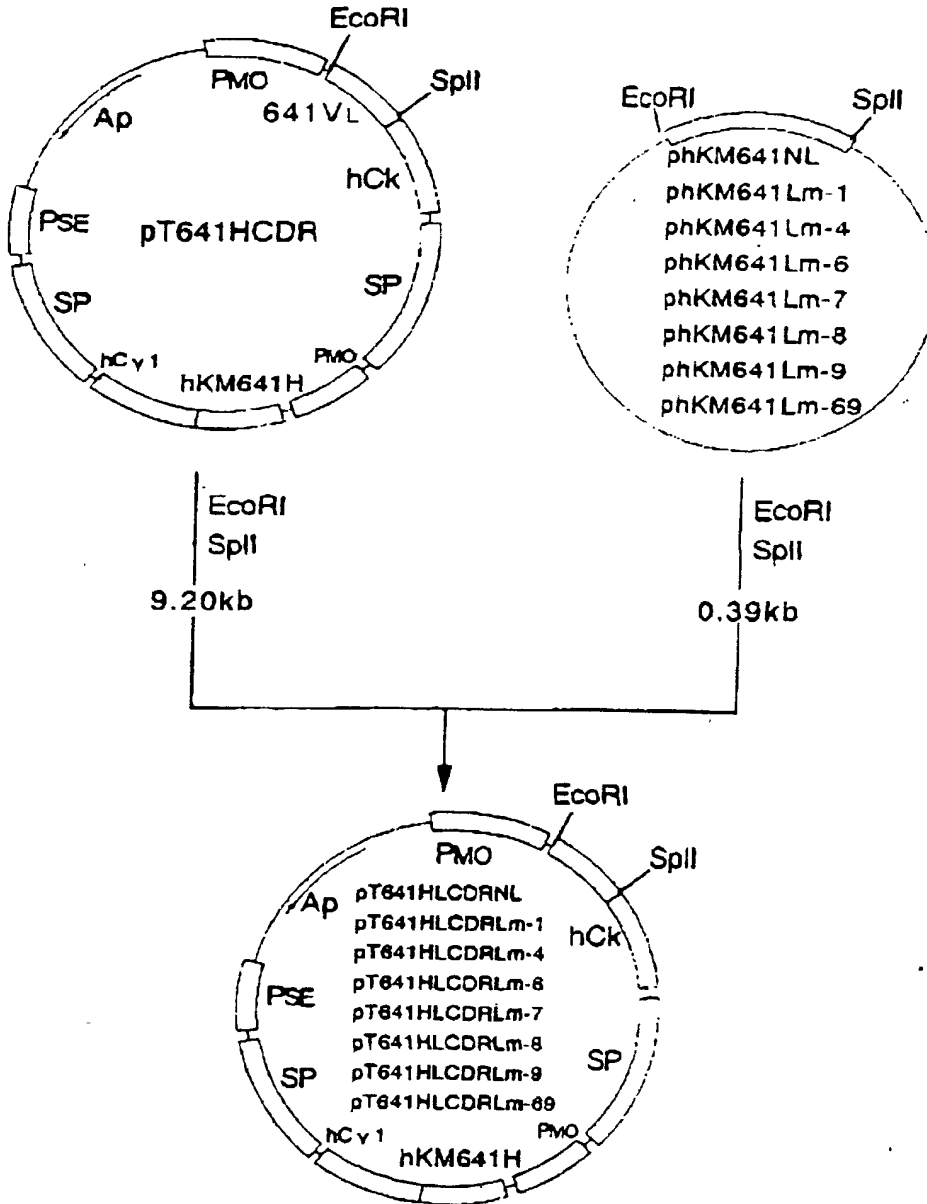 EcoRI
PMO
SplI
641VL
Ap
hCk
PSE
pT641HCDR
SP
SP
hCγ1
PMO
hKM641H
EcoRI
SplI
phKM641NL
phKM641Lm-1
phKM641Lm-4
phKM641Lm-6
phKM641Lm-7
phKM641Lm-8
phKM641Lm-9
phKM641Lm-69
EcoRI
SplI
9.20kb
EcoRI
SplI
0.39kb
EcoRI
PMO
SplI
Ap
pT641HLCDRNL
pT641HLCDRLm-1
hCk
pT641HLCDRLm-4
pT641HLCDRLm-6
PSE
pT641HLCDRLm-7
pT641HLCDRLm-8
SP
pT641HLCDRLm-9
SP
pT641HLCDRLm-69
hCγ1
PMO
hKM641H